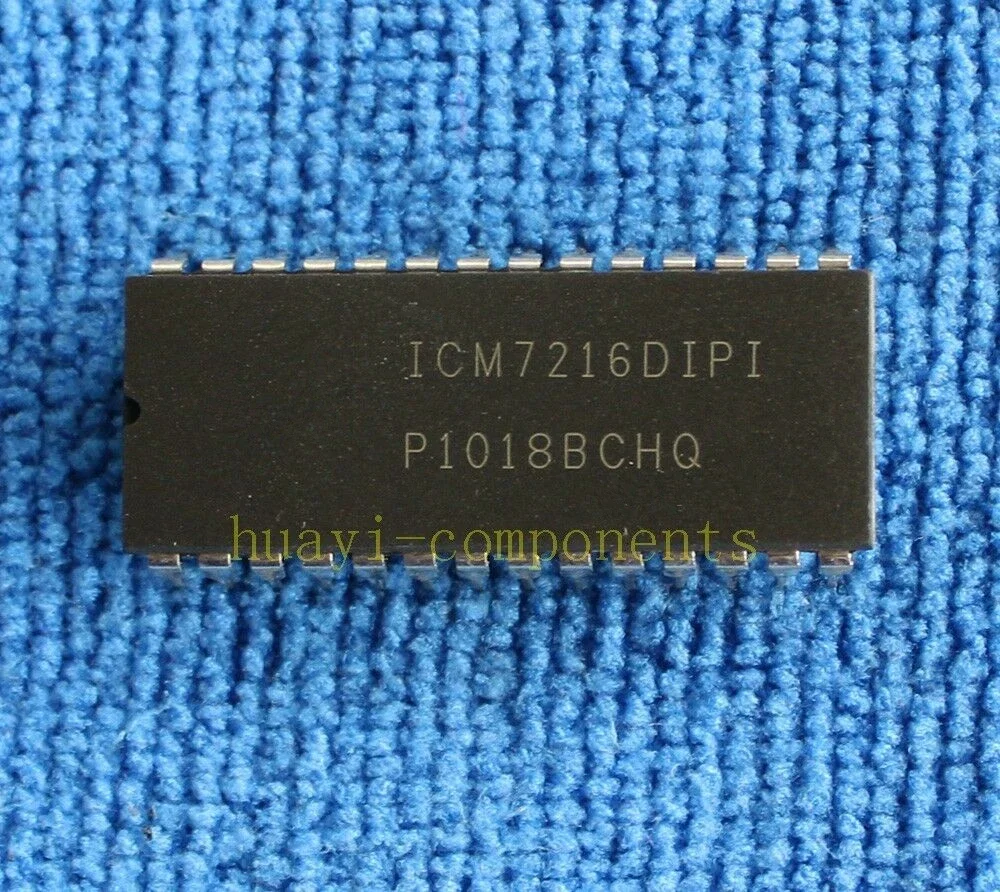 ICM7216DIPI
P1018BCHQ
huayi-components